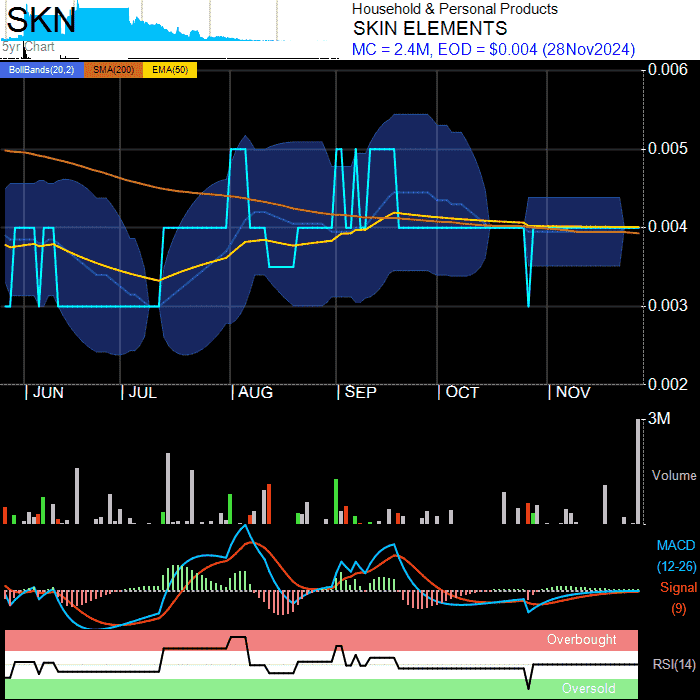 SKN
5yr Chart
Household & Personal Products
SKIN ELEMENTS
MC = 2.4M, EOD = $0.004 (28Nov2024)
BollBands(20,2) SMA(200) EMA(50)
0.006
0.005
0.004
0.003
0.002
JUN JUL AUG SEP OCT NOV
3M
Volume
MACD
(12-26)
Signal
(9)
Overbought
RSI(14)
Oversold